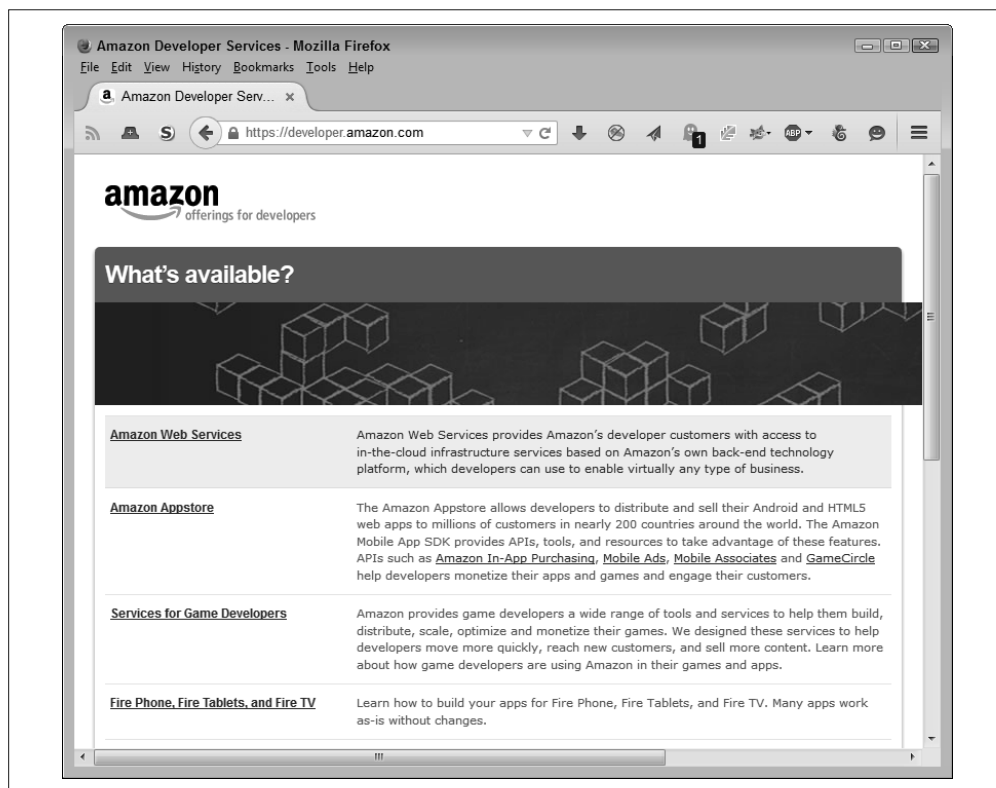 Amazon Developer Services - Mozilla Firefox
File Edit View History Bookmarks Tools Help
a Amazon Developer Serv... ×
S https://developer.amazon.com 1 ABP
amazon
offerings for developers
What's available?
Amazon Web Services
Amazon Web Services provides Amazon's developer customers with access to
in-the-cloud infrastructure services based on Amazon's own back-end technology
platform, which developers can use to enable virtually any type of business.
Amazon Appstore
The Amazon Appstore allows developers to distribute and sell their Android and HTML5
web apps to millions of customers in nearly 200 countries around the world. The Amazon
Mobile App SDK provides APIs, tools, and resources to take advantage of these features.
APIs such as Amazon In-App Purchasing, Mobile Ads, Mobile Associates and GameCircle
help developers monetize their apps and games and engage their customers.
Services for Game Developers
Amazon provides game developers a wide range of tools and services to help them build,
distribute, scale, optimize and monetize their games. We designed these services to help
developers move more quickly, reach new customers, and sell more content. Learn more
about how game developers are using Amazon in their games and apps.
Fire Phone, Fire Tablets, and Fire TV
Learn how to build your apps for Fire Phone, Fire Tablets, and Fire TV. Many apps work
as-is without changes.